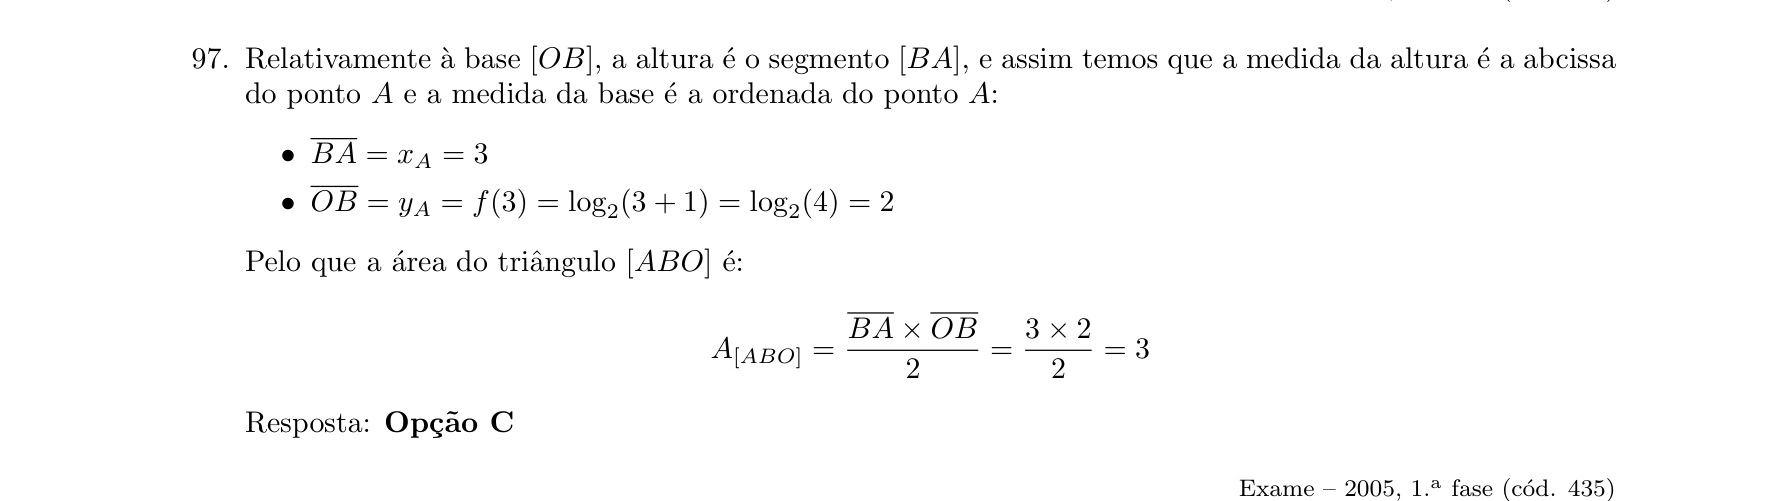 97. Relativamente à base [OB], a altura é o segmento [BA], e assim temos que a medida da altura é a abcissa
do ponto A e a medida da base é a ordenada do ponto A:
• \overline{BA} = x_A = 3
• \overline{OB} = y_A = f(3) = log_2(3 + 1) = log_2(4) = 2
Pelo que a área do triângulo [ABO] é:
A_{[ABO]} = \frac{\overline{BA} × \overline{OB}}{2} = \frac{3 × 2}{2} = 3
Resposta: Opção C
Exame – 2005, 1.ª fase (cód. 435)